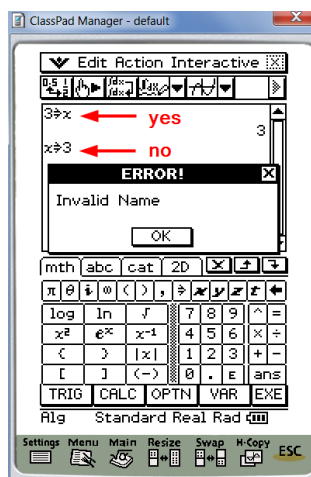 ClassPad Manager - default
Edit Action Interactive
3⇒x yes
3
x⇒3 no
ERROR!
Invalid Name
OK
mth abc cat 2D
π θ i ∞ ( ) , ⇒ x y z t
log ln √ 7 8 9 ^ =
x² eˣ x⁻¹ 4 5 6 × ÷
( ) |x| 1 2 3 + −
[ ] (−) 0 . E ans
TRIG CALC OPTN VAR EXE
Alg Standard Real Rad
Settings Menu Main Resize Swap H-Copy ESC